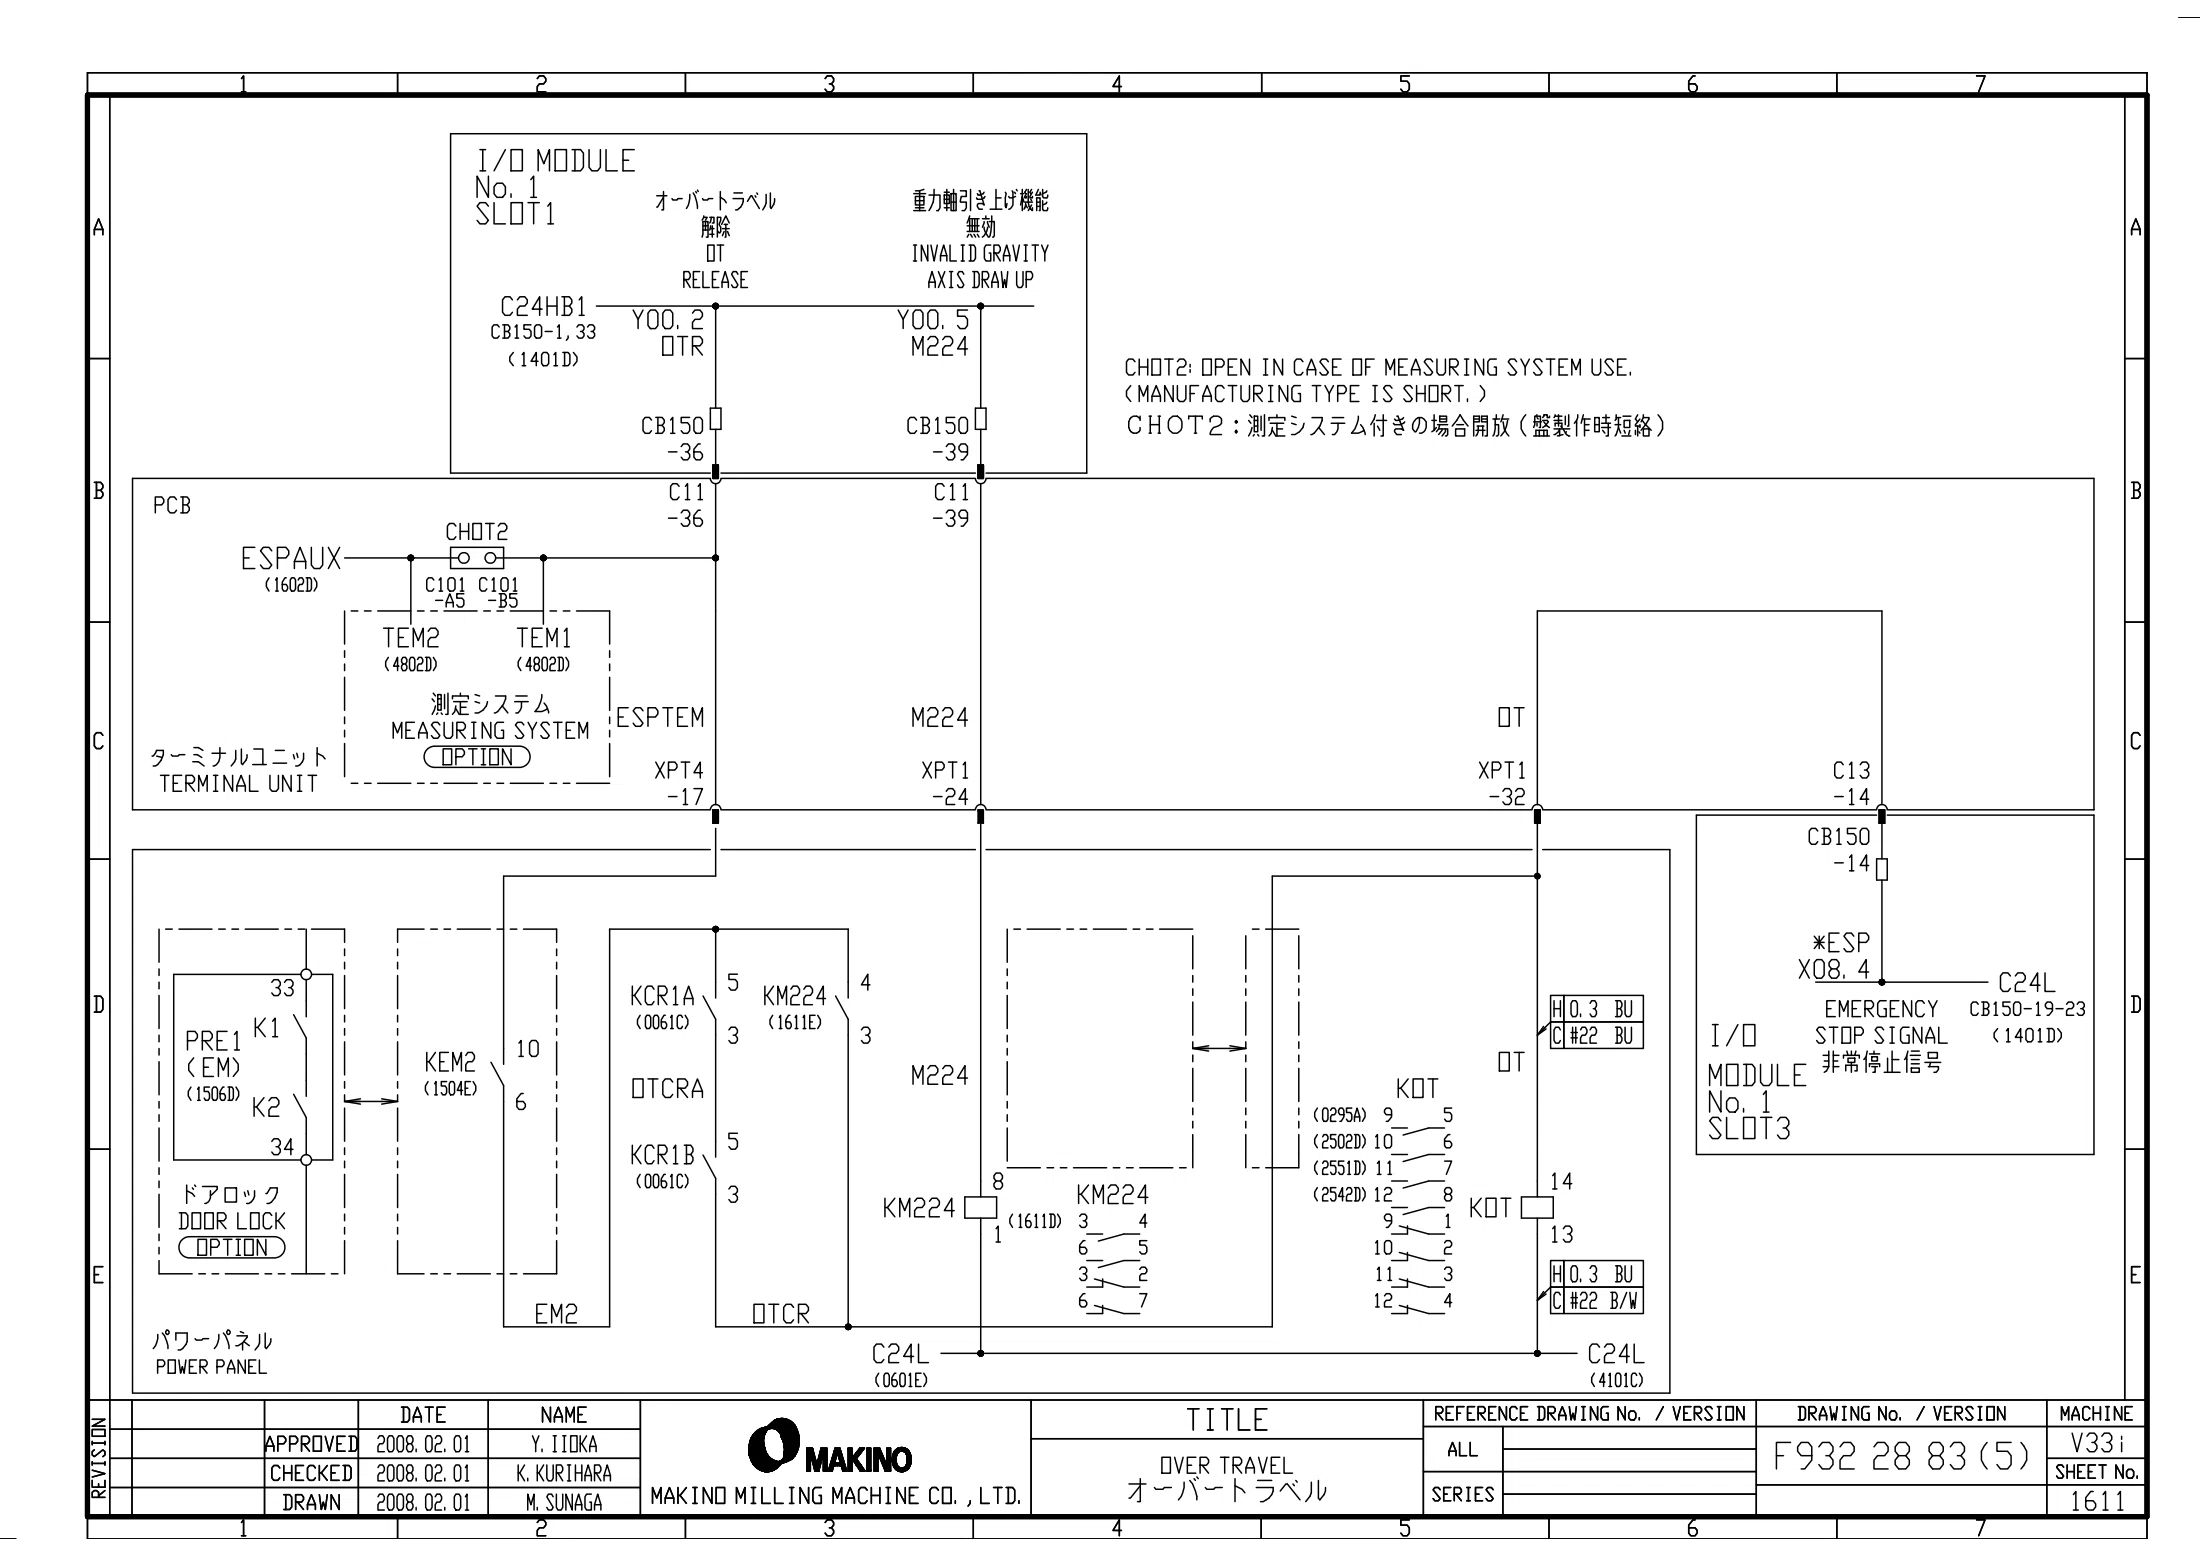 1 2 3 4 5 6 7
I/O MODULE
No. 1
SLOT1
オーバートラベル
解除
OT
RELEASE
重力軸引き上げ機能
無効
INVALID GRAVITY
AXIS DRAW UP
C24HB1
CB150-1, 33
(1401D)
Y00. 2
OTR
Y00. 5
M224
CB150
-36
CB150
-39
CHOT2: OPEN IN CASE OF MEASURING SYSTEM USE.
(MANUFACTURING TYPE IS SHORT. )
CHOT2：測定システム付きの場合開放（盤製作時短絡）
A
B
C
D
E
A
B
C
D
E
PCB
C11
-36
C11
-39
CHOT2
ESPAUX
(1602D)
C101
-A5
C101
-B5
TEM2
(4802D)
TEM1
(4802D)
測定システム
MEASURING SYSTEM
OPTION
ターミナルユニット
TERMINAL UNIT
ESPTEM
M224
OT
XPT4
-17
XPT1
-24
XPT1
-32
C13
-14
CB150
-14
*ESP
X08. 4
C24L
CB150-19-23
(1401D)
EMERGENCY
STOP SIGNAL
非常停止信号
I/O
MODULE
No. 1
SLOT3
33
K1
PRE1
(EM)
(1506D)
K2
34
ドアロック
DOOR LOCK
OPTION
KEM2
(1504E)
10
6
EM2
KCR1A
(0061C)
5
3
KM224
(1611E)
4
3
OTCRA
KCR1B
(0061C)
5
3
OTCR
M224
KM224
8
1
(1611D)
KM224
3 4
6 5
3 2
6 7
KOT
(0295A) 9 5
(2502D) 10 6
(2551D) 11 7
(2542D) 12 8
9 1
10 2
11 3
12 4
OT
H 0. 3 BU
C #22 BU
KOT
14
13
H 0. 3 BU
C #22 B/W
C24L
(0601E)
C24L
(4101C)
パワーパネル
POWER PANEL
REVISION
DATE NAME
APPROVED 2008. 02. 01 Y. IIOKA
CHECKED 2008. 02. 01 K. KURIHARA
DRAWN 2008. 02. 01 M. SUNAGA
MAKINO
MAKINO MILLING MACHINE CO. , LTD.
TITLE
OVER TRAVEL
オーバートラベル
REFERENCE DRAWING No. / VERSION
ALL
SERIES
DRAWING No. / VERSION
F932 28 83 (5)
MACHINE
V33i
SHEET No.
1611
1 2 3 4 5 6 7